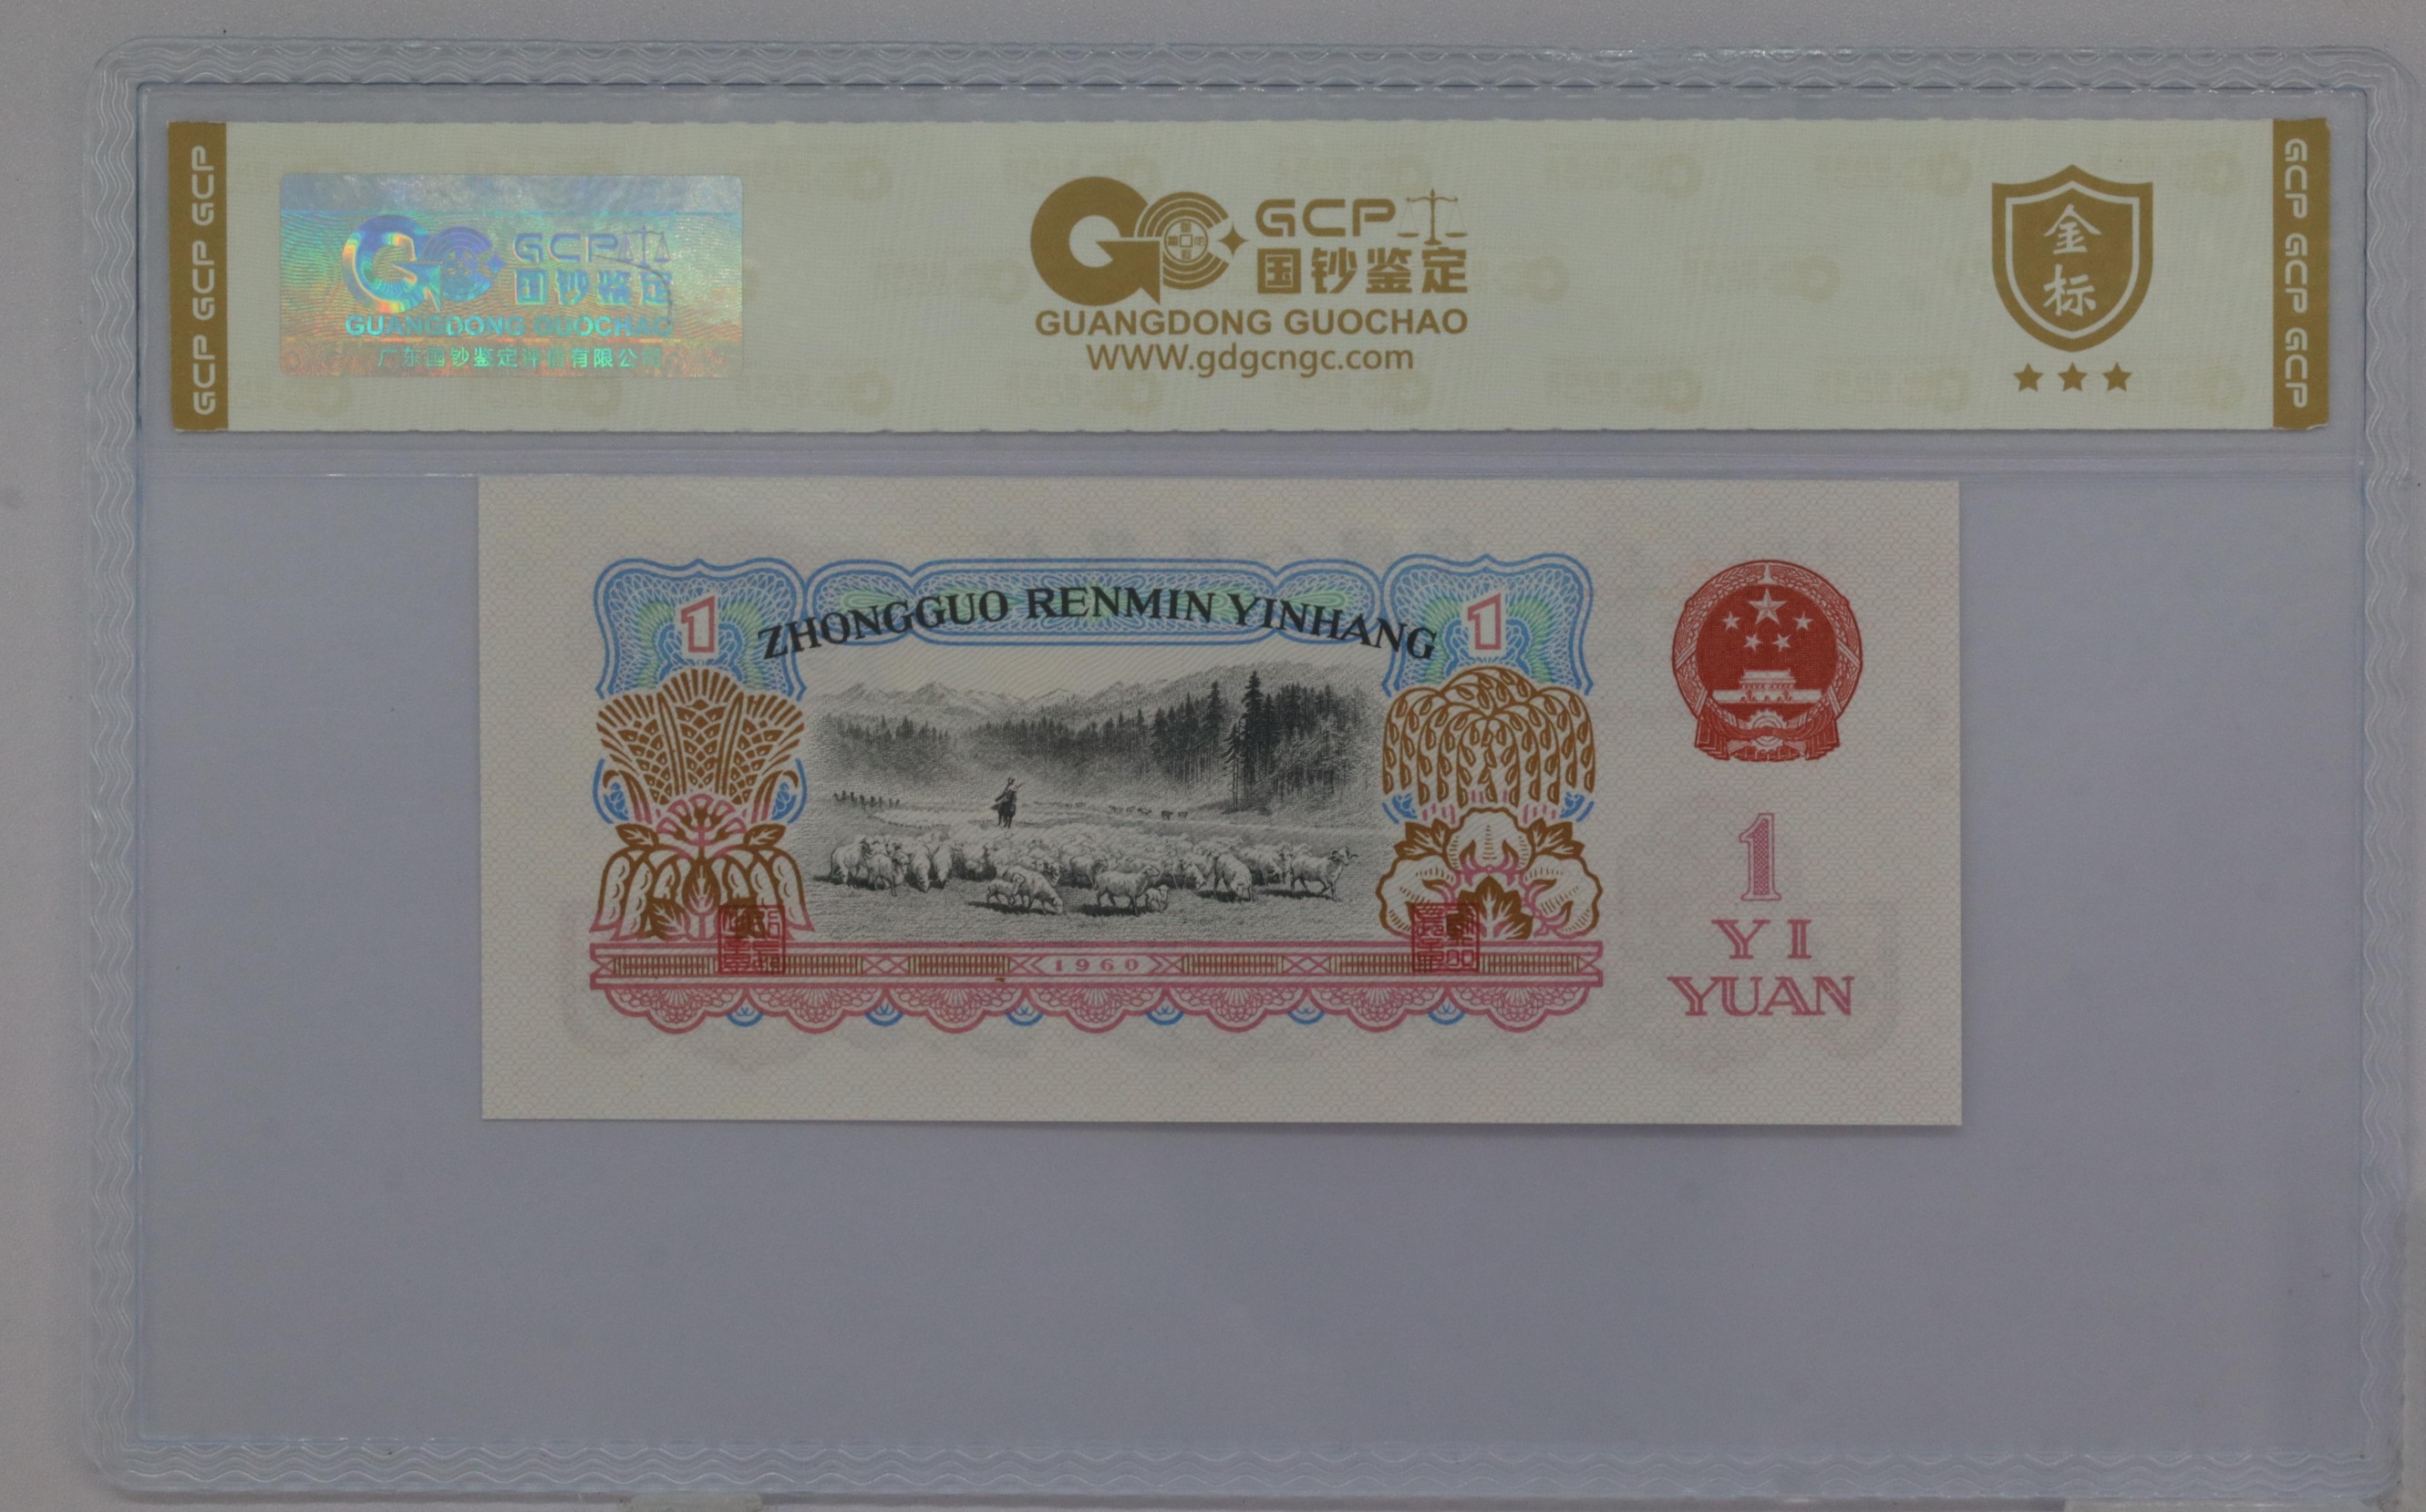 GCP GCP GCP
GCP
国钞鉴定
GUANGDONG GUOCHAO
广东国钞鉴定评估有限公司
GCP
国钞鉴定
GUANGDONG GUOCHAO
WWW.gdgcngc.com
金
标
GCP GCP GCP
1
ZHONGGUO RENMIN YINHANG
1
1960
1
YI
YUAN